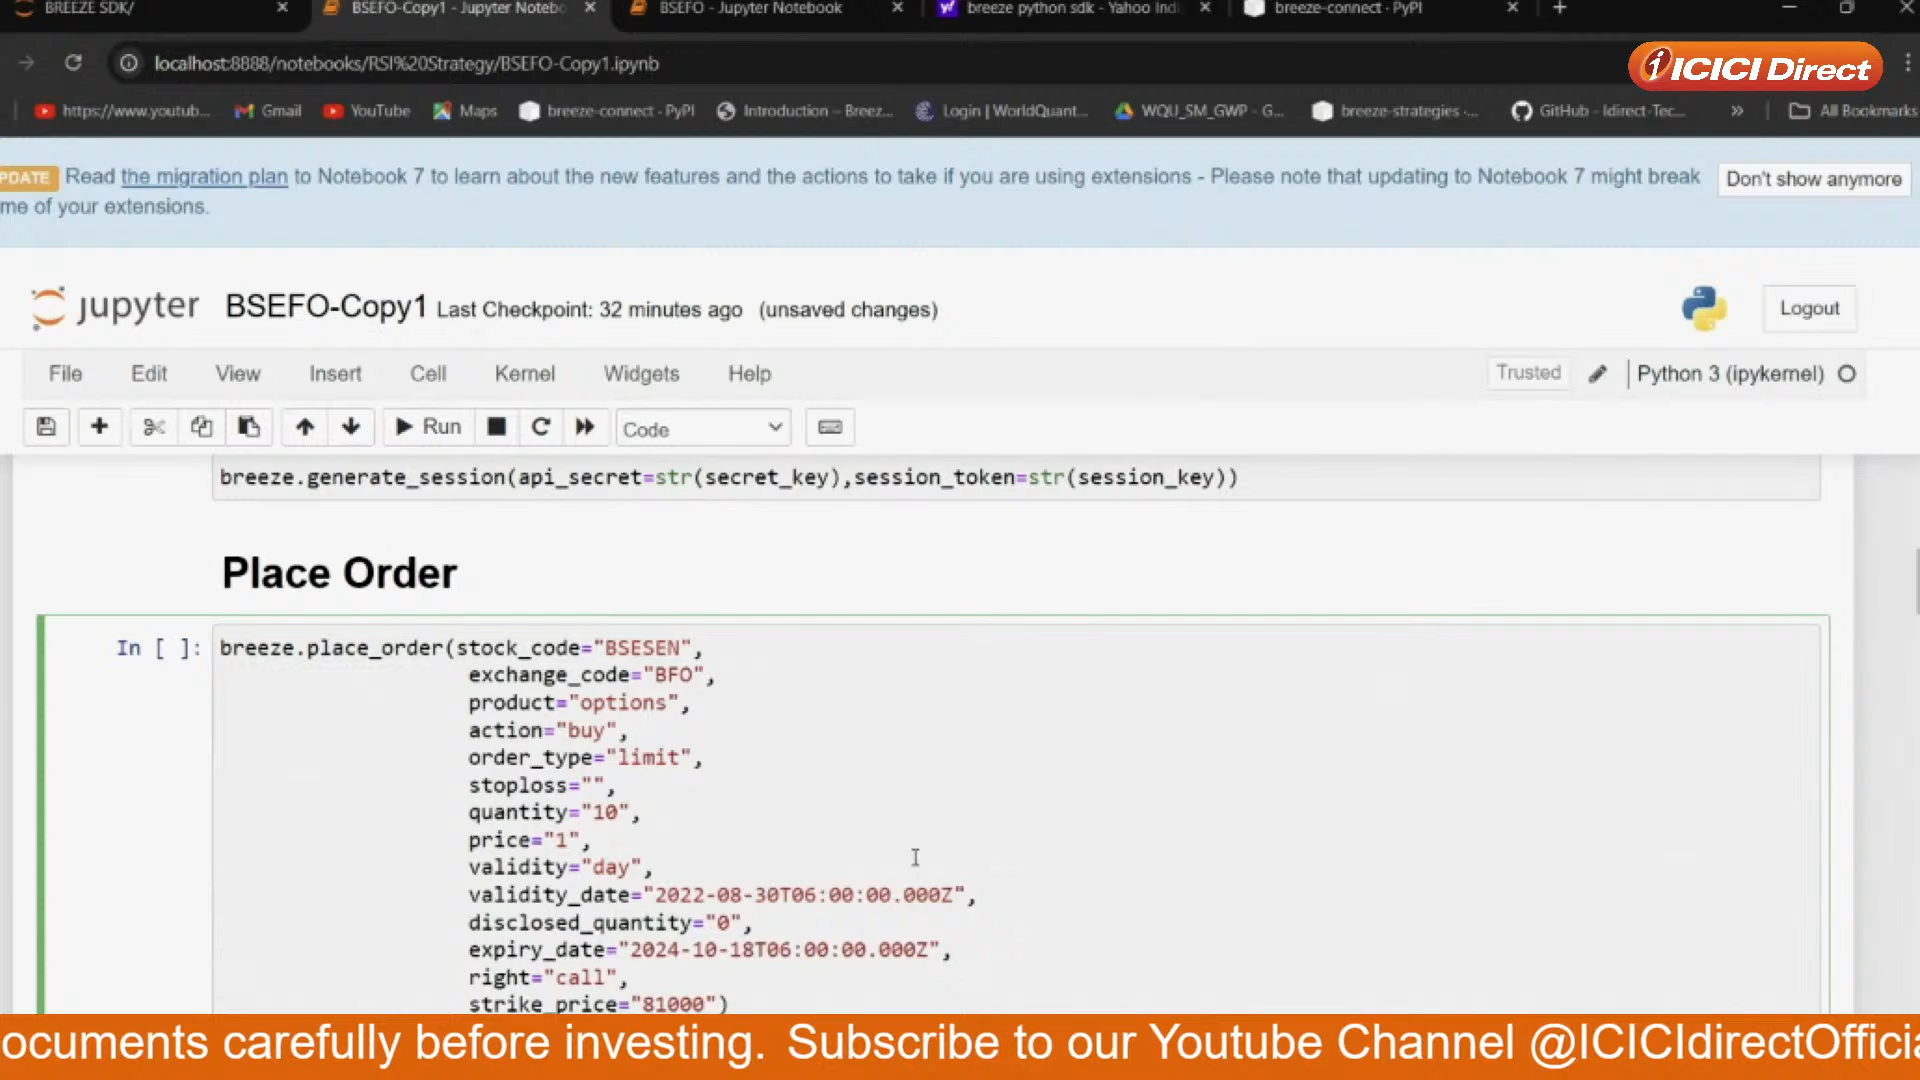 BREEZE SDK/
BSEFO-Copy1 - Jupyter Notebo
BSEFO - Jupyter Notebook
breeze python sdk - Yahoo Indi
breeze-connect · PyPI
localhost:8888/notebooks/RSI%20Strategy/BSEFO-Copy1.ipynb
ICICI Direct
https://www.youtub...
Gmail
YouTube
Maps
breeze-connect · PyPI
Introduction – Breez...
Login | WorldQuant...
WQU_SM_GWP - G...
breeze-strategies ·...
GitHub - Idirect-Tec...
»
All Bookmarks
PDATE Read the migration plan to Notebook 7 to learn about the new features and the actions to take if you are using extensions - Please note that updating to Notebook 7 might break
me of your extensions.
Don't show anymore
jupyter BSEFO-Copy1 Last Checkpoint: 32 minutes ago (unsaved changes)
Logout
File Edit View Insert Cell Kernel Widgets Help
Trusted
Python 3 (ipykernel)
Run
Code
breeze.generate_session(api_secret=str(secret_key),session_token=str(session_key))
Place Order
In [ ]: breeze.place_order(stock_code="BSESEN",
exchange_code="BFO",
product="options",
action="buy",
order_type="limit",
stoploss="",
quantity="10",
price="1",
validity="day",
validity_date="2022-08-30T06:00:00.000Z",
disclosed_quantity="0",
expiry_date="2024-10-18T06:00:00.000Z",
right="call",
strike_price="81000")
ocuments carefully before investing. Subscribe to our Youtube Channel @ICICIdirectOfficia